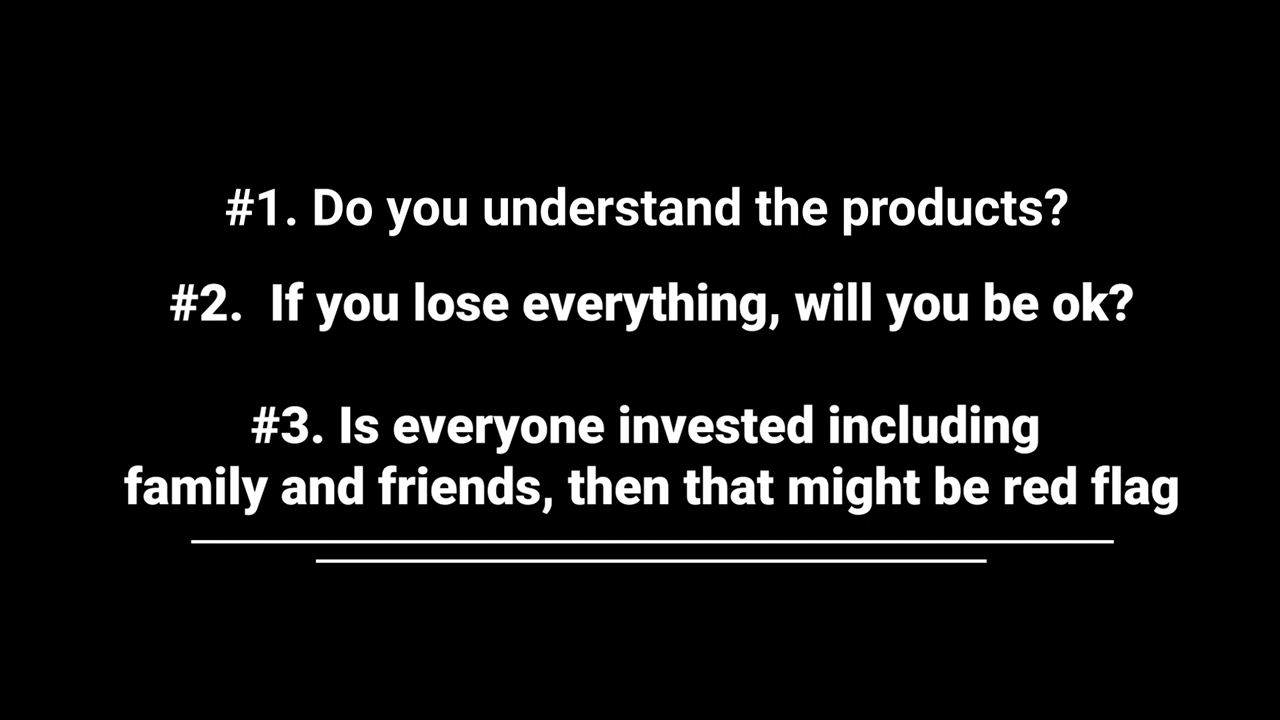 #1. Do you understand the products?
#2.  If you lose everything, will you be ok?
#3. Is everyone invested including
family and friends, then that might be red flag